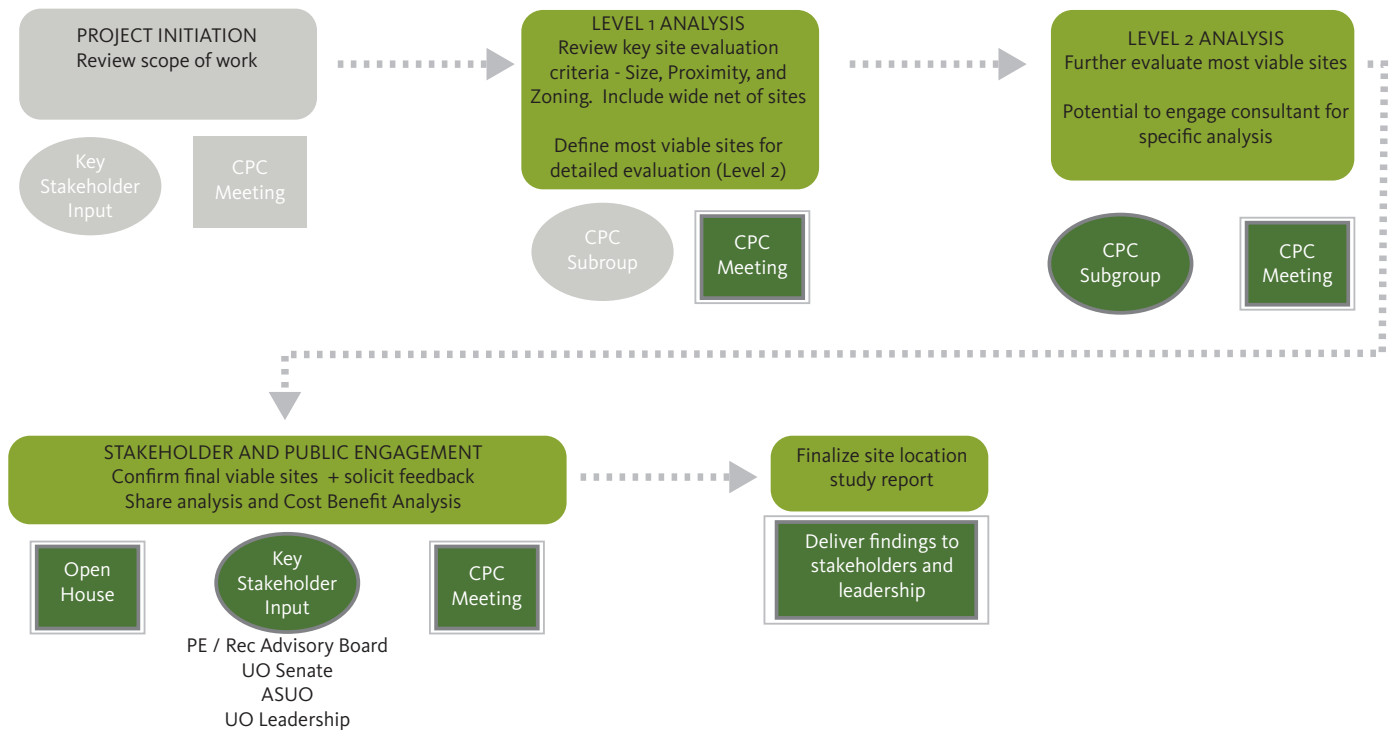 PROJECT INITIATION
Review scope of work
Key
Stakeholder
Input
CPC
Meeting
LEVEL 1 ANALYSIS
Review key site evaluation
criteria - Size, Proximity, and
Zoning.  Include wide net of sites
Define most viable sites for
detailed evaluation (Level 2)
CPC
Subroup
CPC
Meeting
LEVEL 2 ANALYSIS
Further evaluate most viable sites
Potential to engage consultant for
specific analysis
CPC
Subgroup
CPC
Meeting
STAKEHOLDER AND PUBLIC ENGAGEMENT
Confirm final viable sites  + solicit feedback
Share analysis and Cost Benefit Analysis
Open
House
Key
Stakeholder
Input
PE / Rec Advisory Board
UO Senate
ASUO
UO Leadership
CPC
Meeting
Finalize site location
study report
Deliver findings to
stakeholders and
leadership